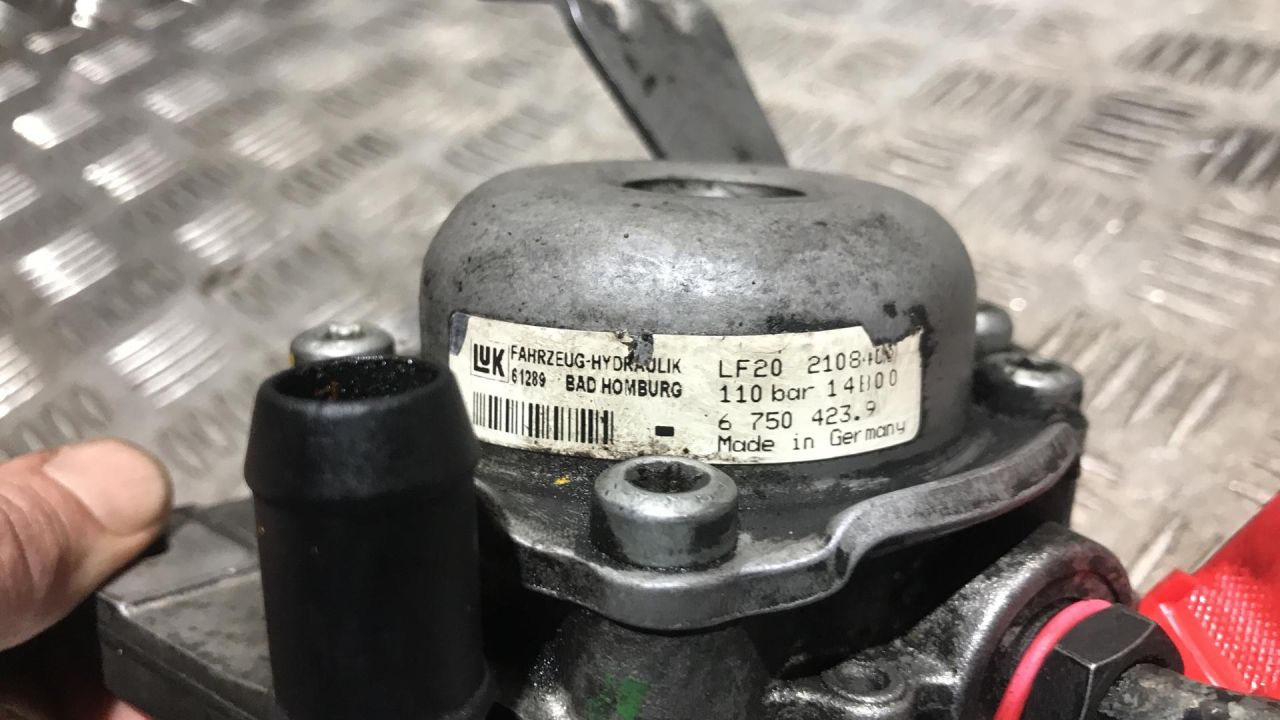 LUK
FAHRZEUG-HYDRAULIK
61289 BAD HOMBURG
LF20
110 bar
6 750 423.9
Made in Germany